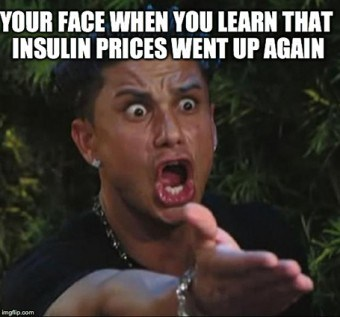 YOUR FACE WHEN YOU LEARN THAT
INSULIN PRICES WENT UP AGAIN
imgflip.com